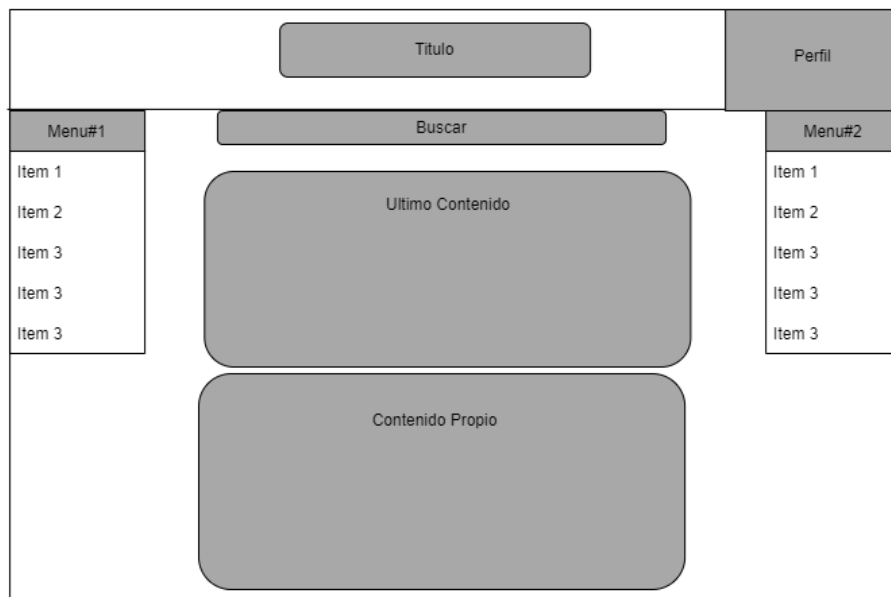 Titulo
Perfil
Menu#1
Buscar
Menu#2
Item 1
Item 2
Item 3
Item 3
Item 3
Ultimo Contenido
Contenido Propio
Item 1
Item 2
Item 3
Item 3
Item 3